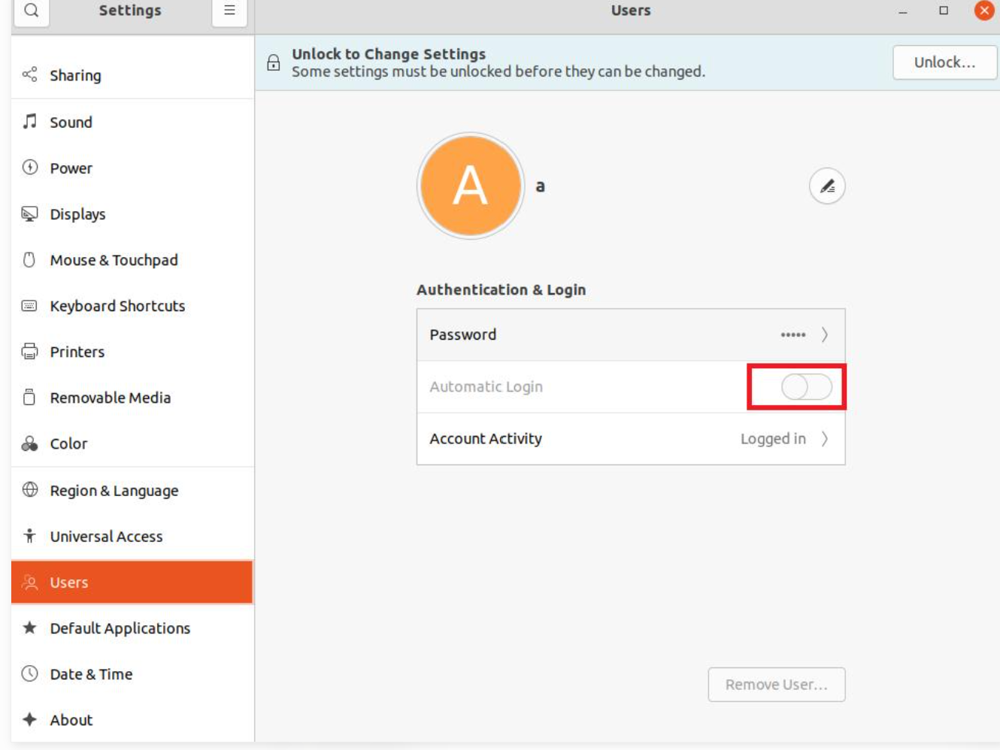 Settings
Users
Unlock to Change Settings
Some settings must be unlocked before they can be changed.
Unlock...
Sharing
Sound
Power
Displays
Mouse & Touchpad
Keyboard Shortcuts
Printers
Removable Media
Color
Region & Language
Universal Access
Users
Default Applications
Date & Time
About
A
a
Authentication & Login
Password •••••
Automatic Login
Account Activity Logged in
Remove User...